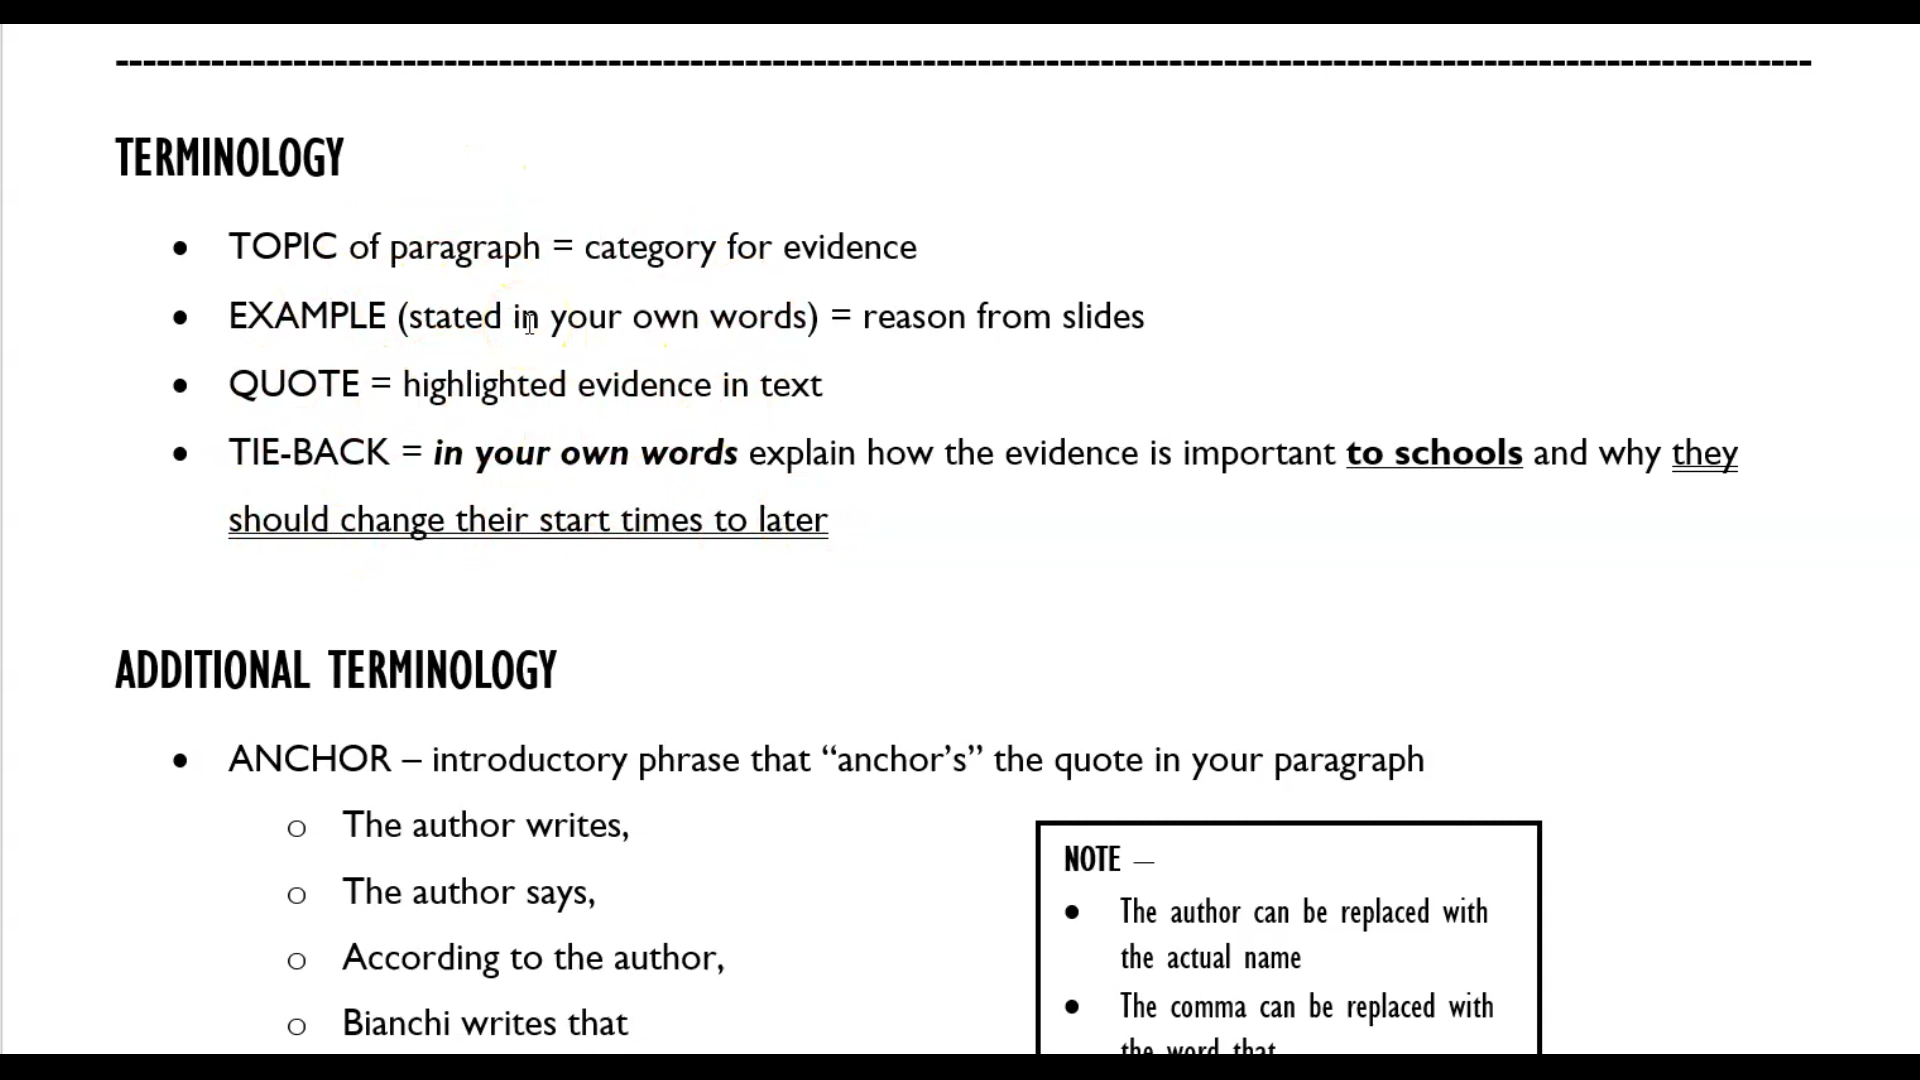 TERMINOLOGY
• TOPIC of paragraph = category for evidence
• EXAMPLE (stated in your own words) = reason from slides
• QUOTE = highlighted evidence in text
• TIE-BACK = in your own words explain how the evidence is important to schools and why they
should change their start times to later
ADDITIONAL TERMINOLOGY
• ANCHOR – introductory phrase that “anchor’s” the quote in your paragraph
o The author writes,
o The author says,
o According to the author,
o Bianchi writes that
NOTE —
• The author can be replaced with
the actual name
• The comma can be replaced with
the word that